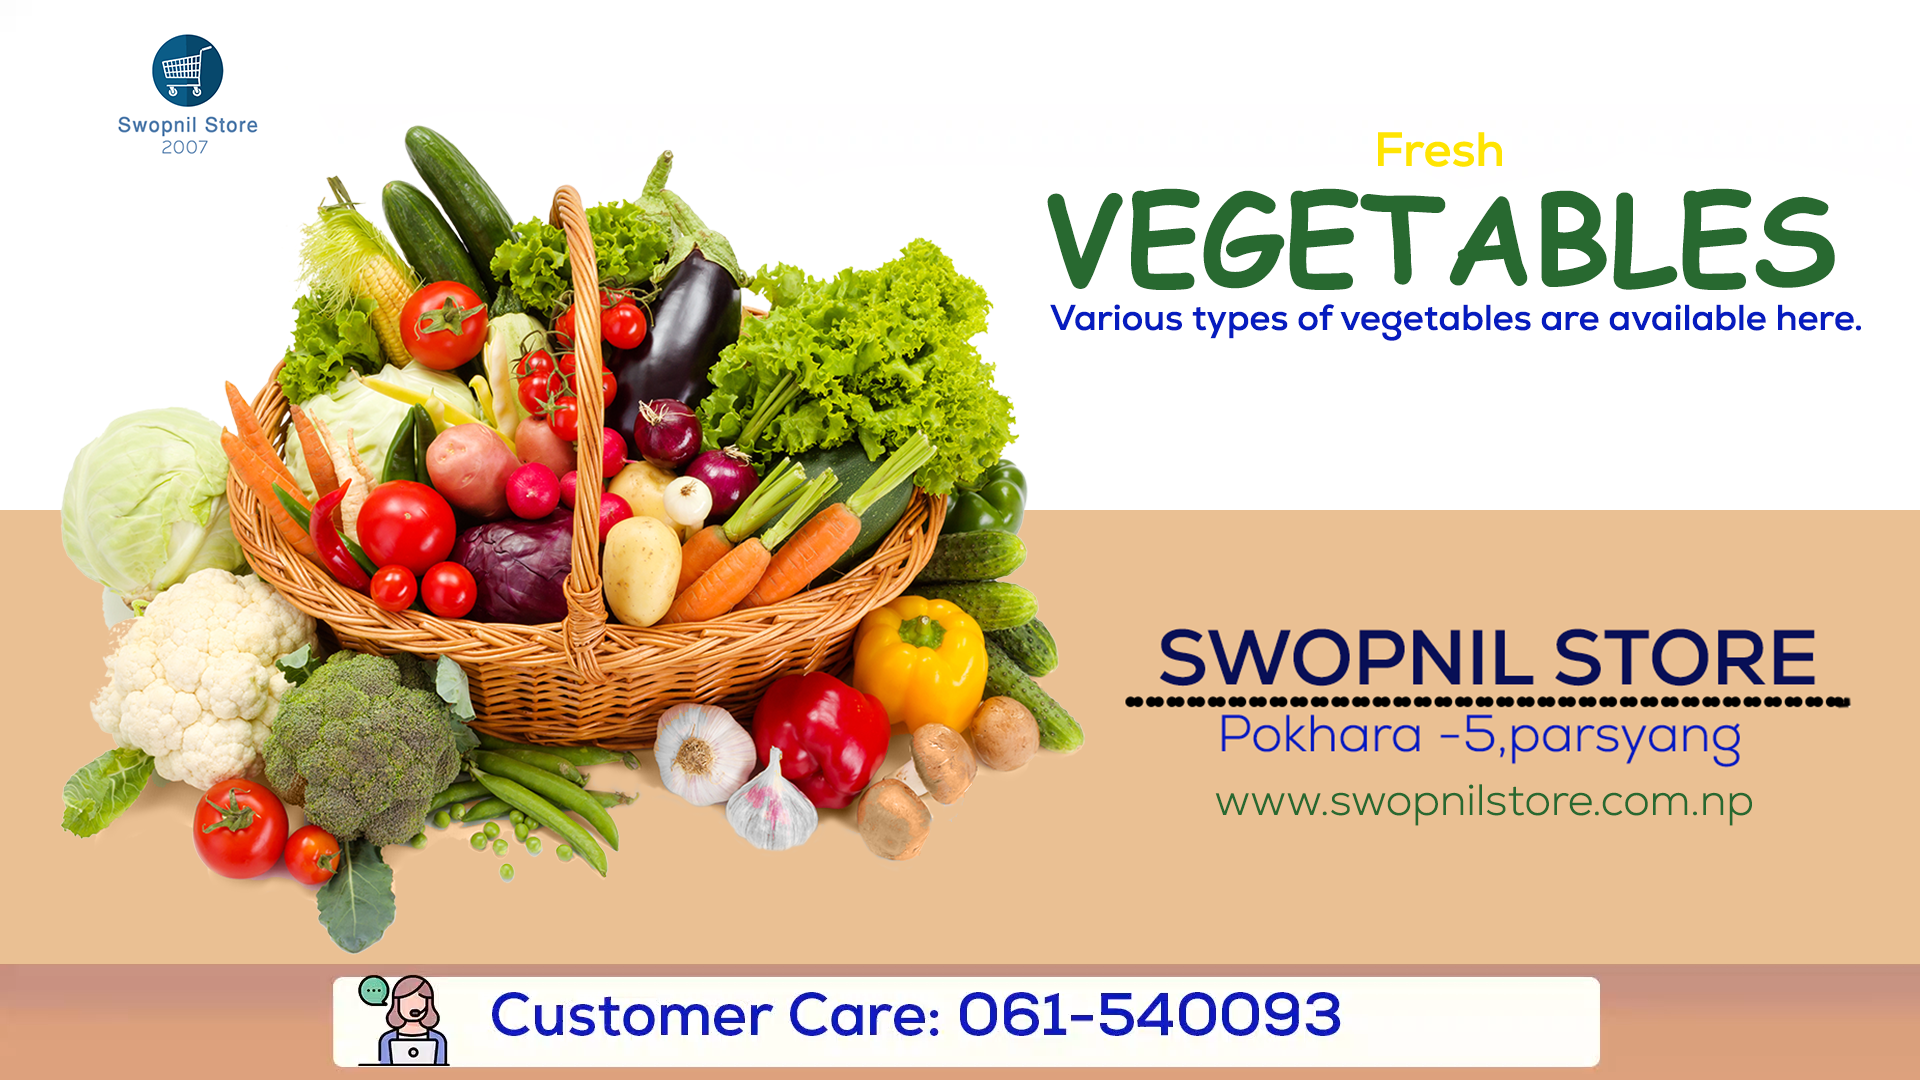 Swopnil Store
2007
Fresh
VEGETABLES
Various types of vegetables are available here.
SWOPNIL STORE
Pokhara -5,parsyang
www.swopnilstore.com.np
Customer Care: 061-540093